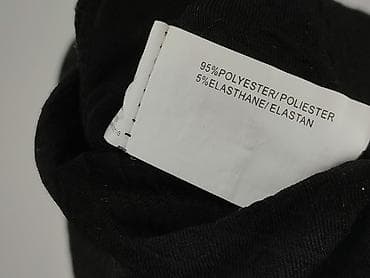 95%POLYESTER/ POLIESTER
5%ELASTHANE/ ELASTAN